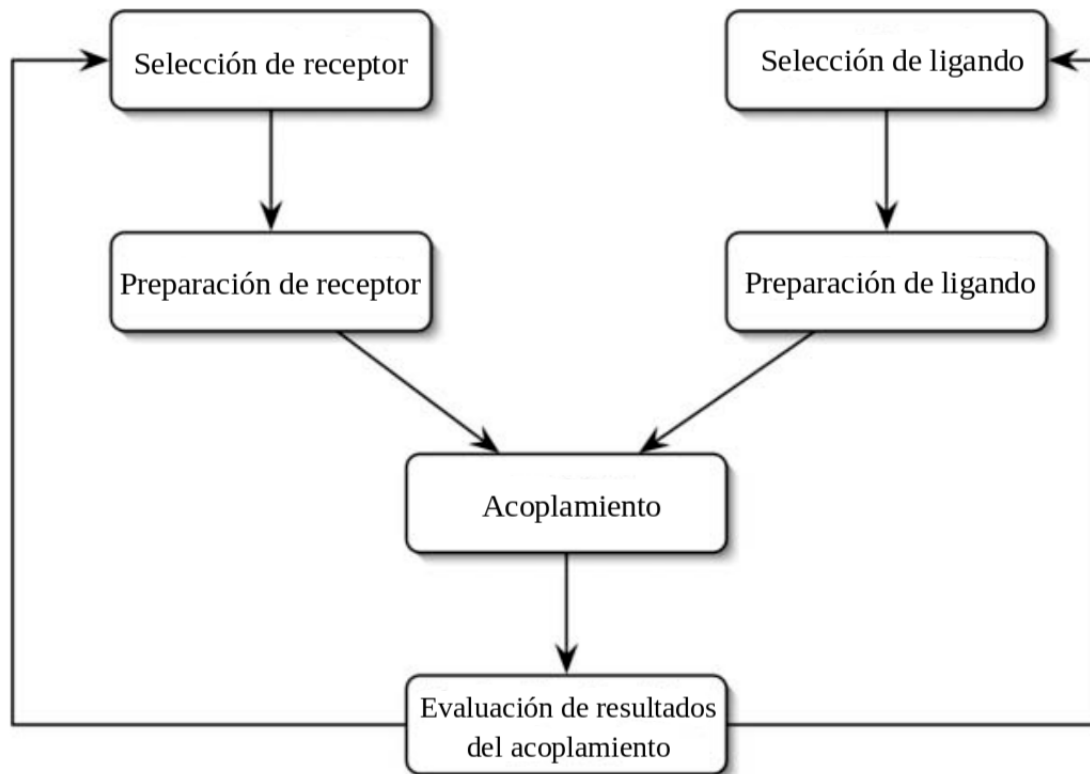 Selección de receptor
Selección de ligando
Preparación de receptor
Preparación de ligando
Acoplamiento
Evaluación de resultados
del acoplamiento